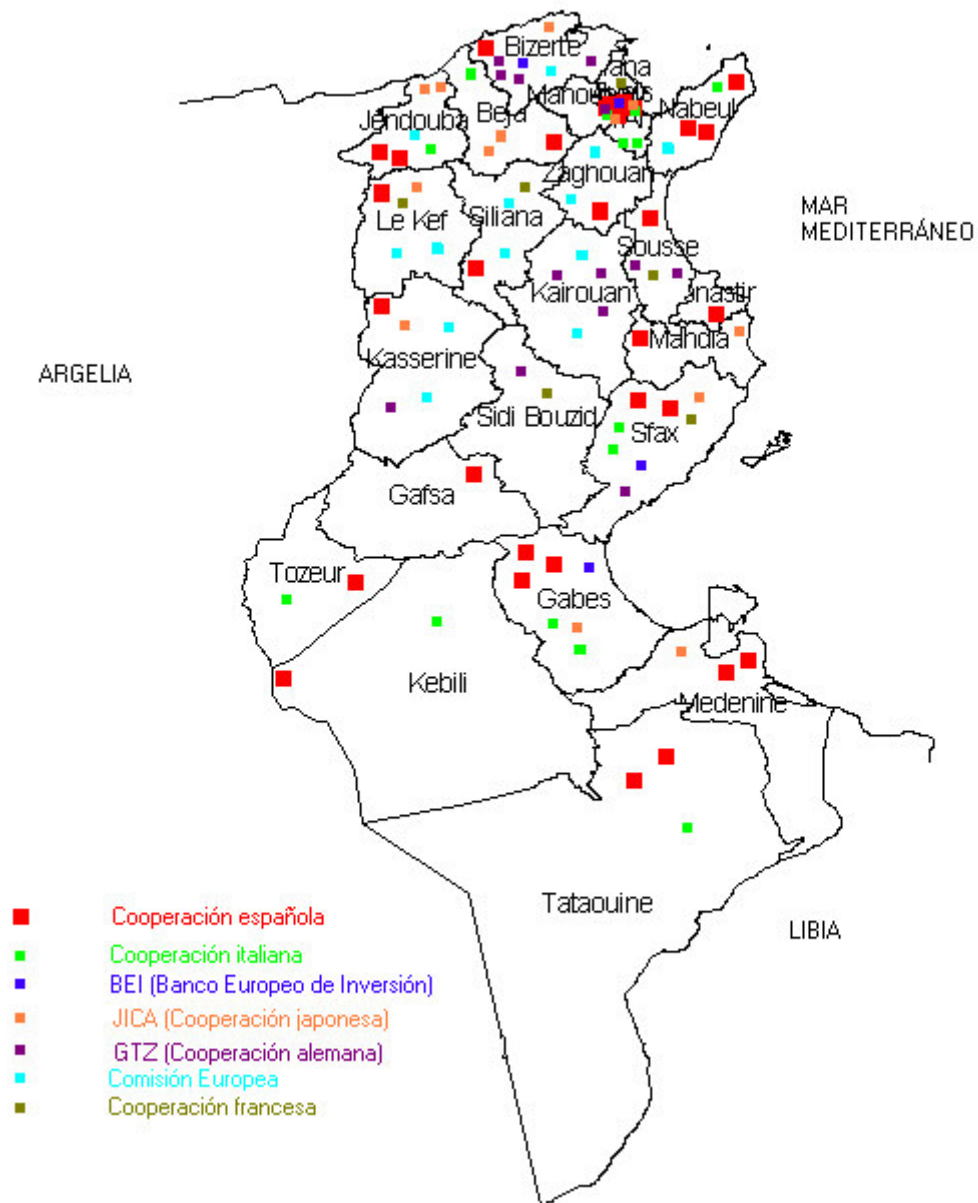 Bizerte
Manouba
Nabeul
Jendouba
Beja
Zaghouan
Le Kef
Siliana
MAR
MEDITERRÁNEO
Sousse
Kairouan
nastir
Mahdia
Kasserine
ARGELIA
Sidi Bouzid
Sfax
Gafsa
Tozeur
Gabes
Kebili
Medenine
Tataouine
LIBIA
Cooperación española
Cooperación italiana
BEI (Banco Europeo de Inversión)
JICA (Cooperación japonesa)
GTZ (Cooperación alemana)
Comisión Europea
Cooperación francesa